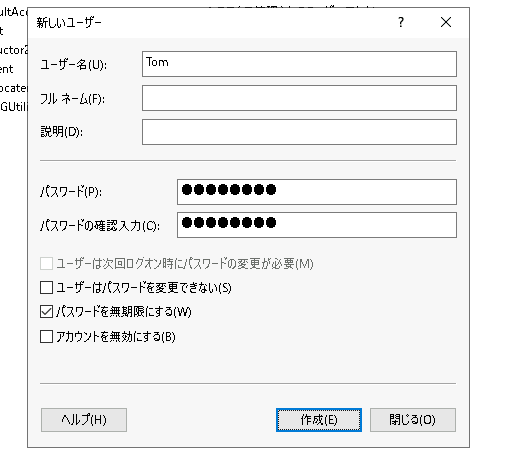 新しいユーザー
ユーザー名(U):
Tom
フル ネーム(F):
説明(D):
パスワード(P):
●●●●●●●●
パスワードの確認入力(C):
●●●●●●●●
ユーザーは次回ログオン時にパスワードの変更が必要(M)
ユーザーはパスワードを変更できない(S)
パスワードを無期限にする(W)
アカウントを無効にする(B)
ヘルプ(H)
作成(E)
閉じる(O)